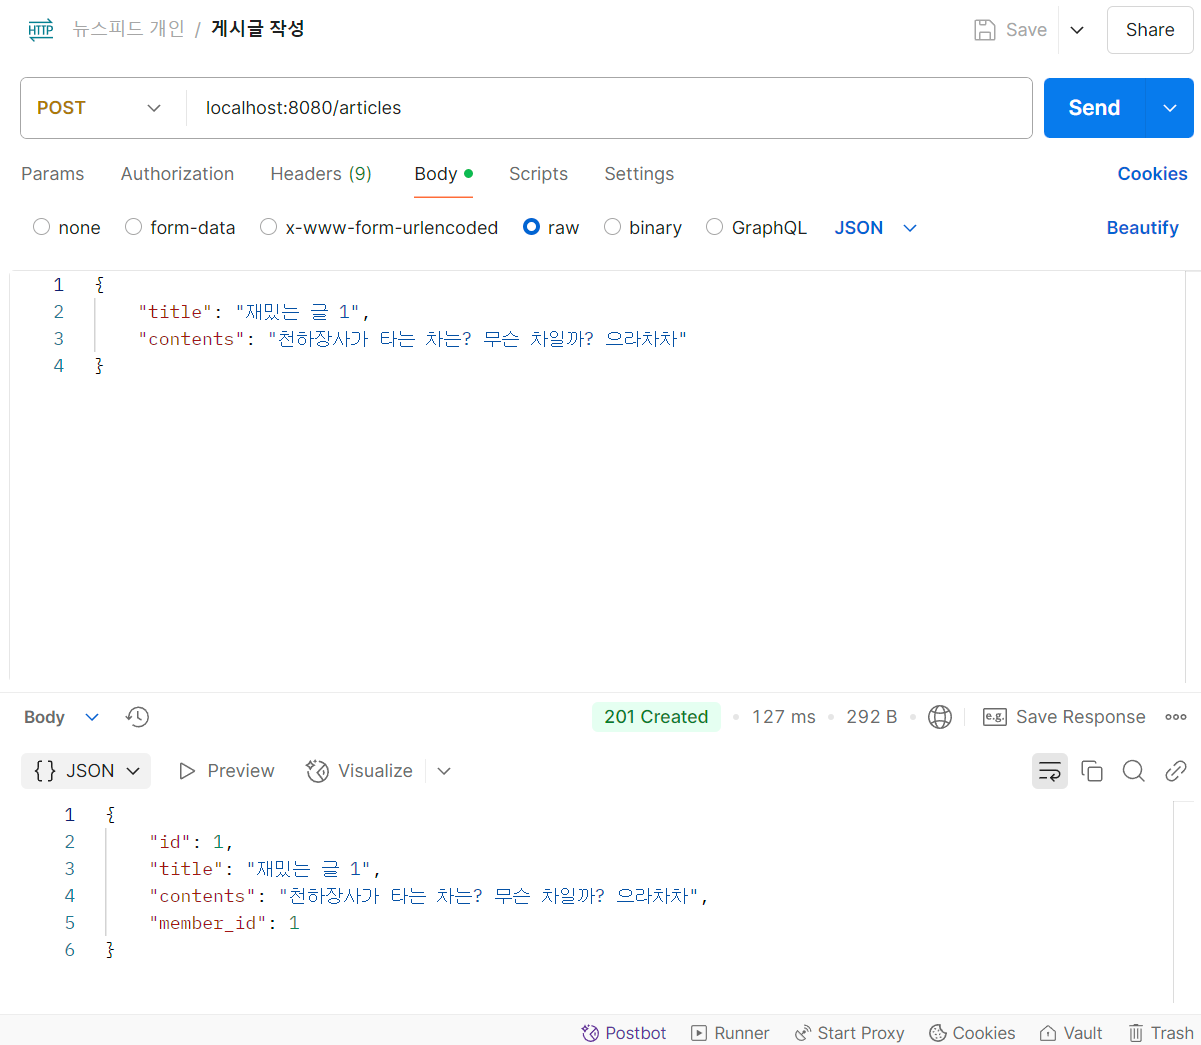 HTTP 뉴스피드 개인 / 게시글 작성 Save Share
POST localhost:8080/articles Send
Params Authorization Headers (9) Body Scripts Settings Cookies
none form-data x-www-form-urlencoded raw binary GraphQL JSON Beautify
1 {
2 "title": "재밌는 글 1",
3 "contents": "천하장사가 타는 차는? 무슨 차일까? 으라차차"
4 }
Body 201 Created 127 ms 292 B e.g. Save Response
{} JSON Preview Visualize
1 {
2 "id": 1,
3 "title": "재밌는 글 1",
4 "contents": "천하장사가 타는 차는? 무슨 차일까? 으라차차",
5 "member_id": 1
6 }
Postbot Runner Start Proxy Cookies Vault Trash